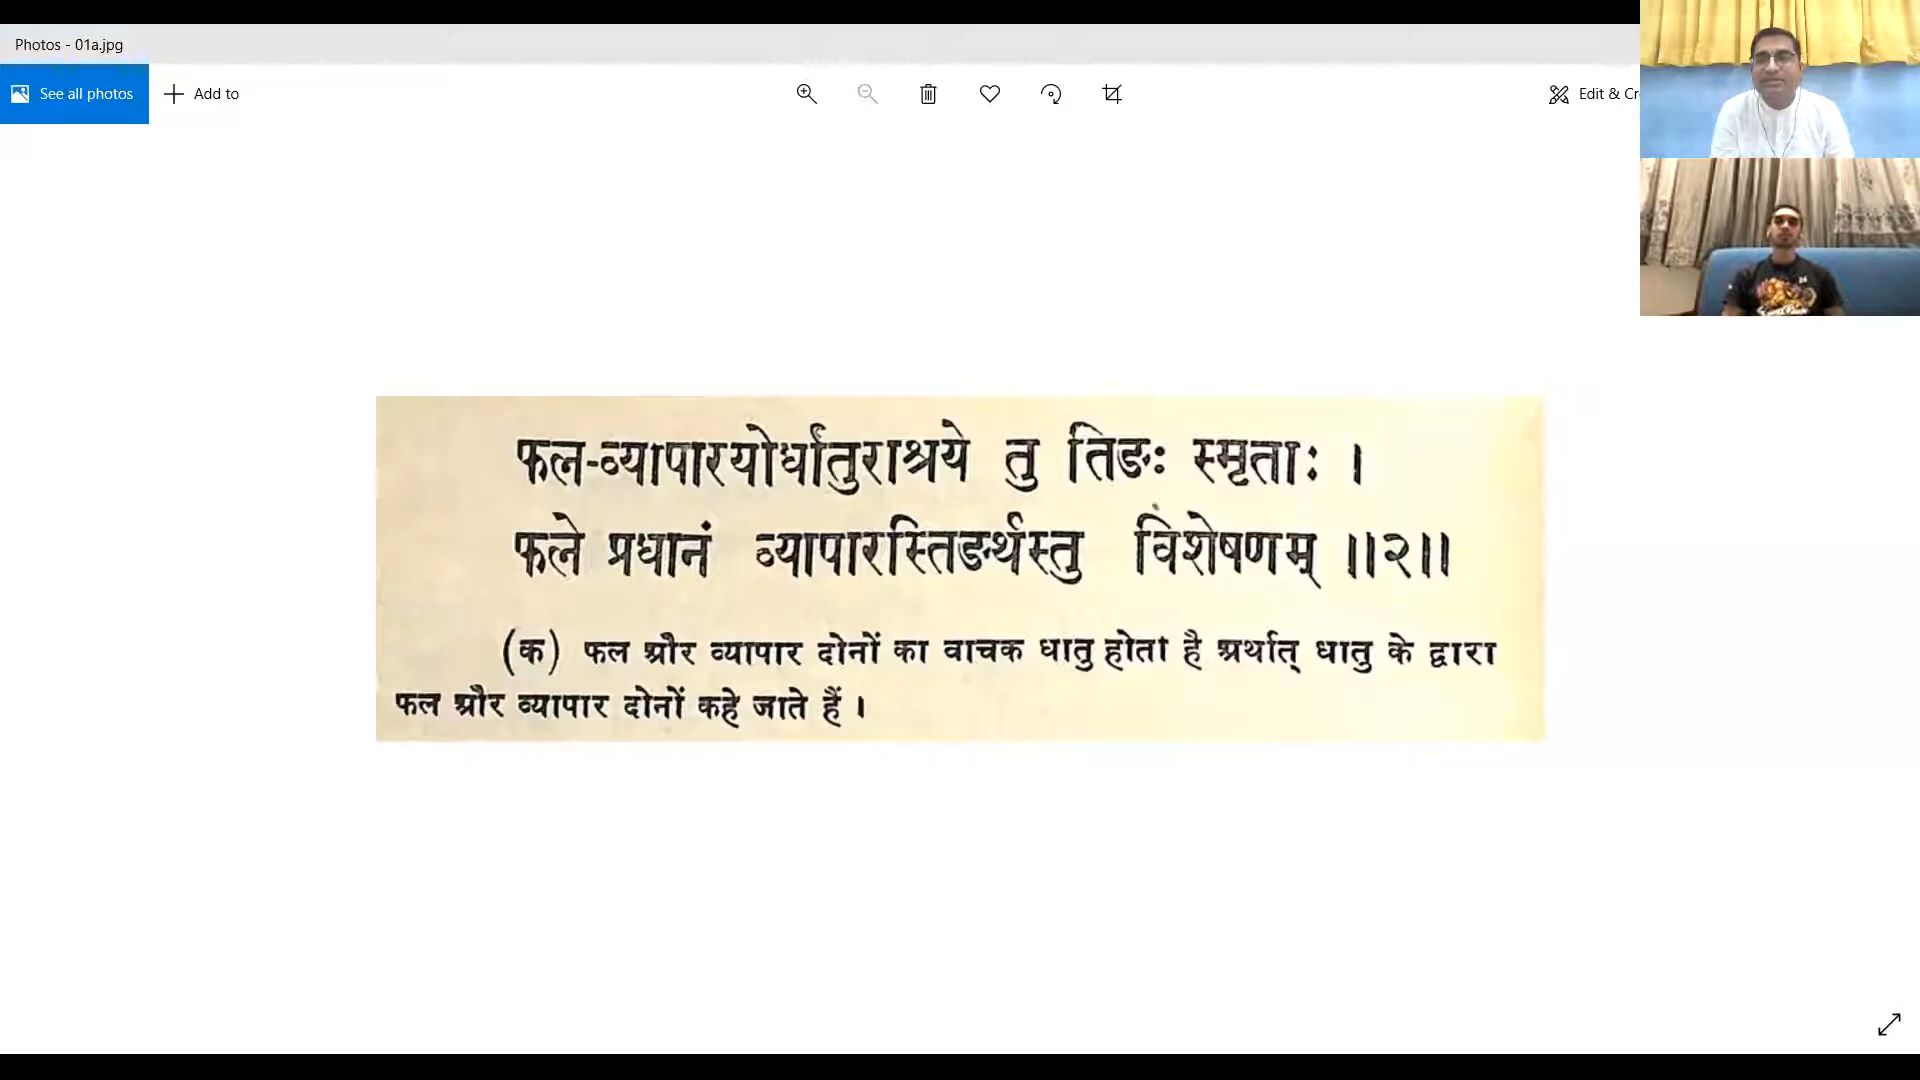 Photos - 01a.jpg
See all photos
Add to
Edit & Cr
फल-व्यापारयोर्धातुराश्रये तु तिङः स्मृताः ।
फले प्रधानं व्यापारस्तिङर्थस्तु विशेषणम् ॥२॥
(क) फल और व्यापार दोनों का वाचक धातु होता है अर्थात् धातु के द्वारा
फल और व्यापार दोनों कहे जाते हैं ।